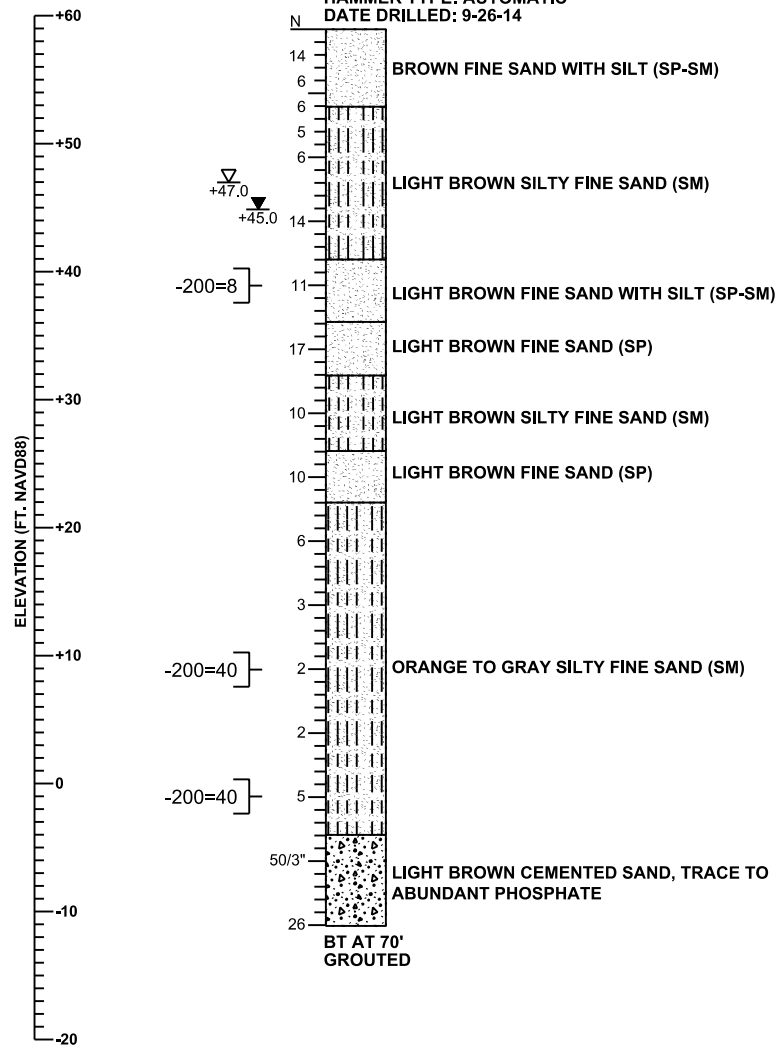 HAMMER TYPE: AUTOMATIC
DATE DRILLED: 9-26-14
N
+60
14
BROWN FINE SAND WITH SILT (SP-SM)
6
6
5
+50
6
LIGHT BROWN SILTY FINE SAND (SM)
+47.0
+45.0
14
+40
-200=8
11
LIGHT BROWN FINE SAND WITH SILT (SP-SM)
17
LIGHT BROWN FINE SAND (SP)
+30
10
LIGHT BROWN SILTY FINE SAND (SM)
10
LIGHT BROWN FINE SAND (SP)
ELEVATION (FT. NAVD88)
+20
6
3
+10
-200=40
2
ORANGE TO GRAY SILTY FINE SAND (SM)
2
0
-200=40
5
50/3"
LIGHT BROWN CEMENTED SAND, TRACE TO
ABUNDANT PHOSPHATE
-10
26
BT AT 70'
GROUTED
-20